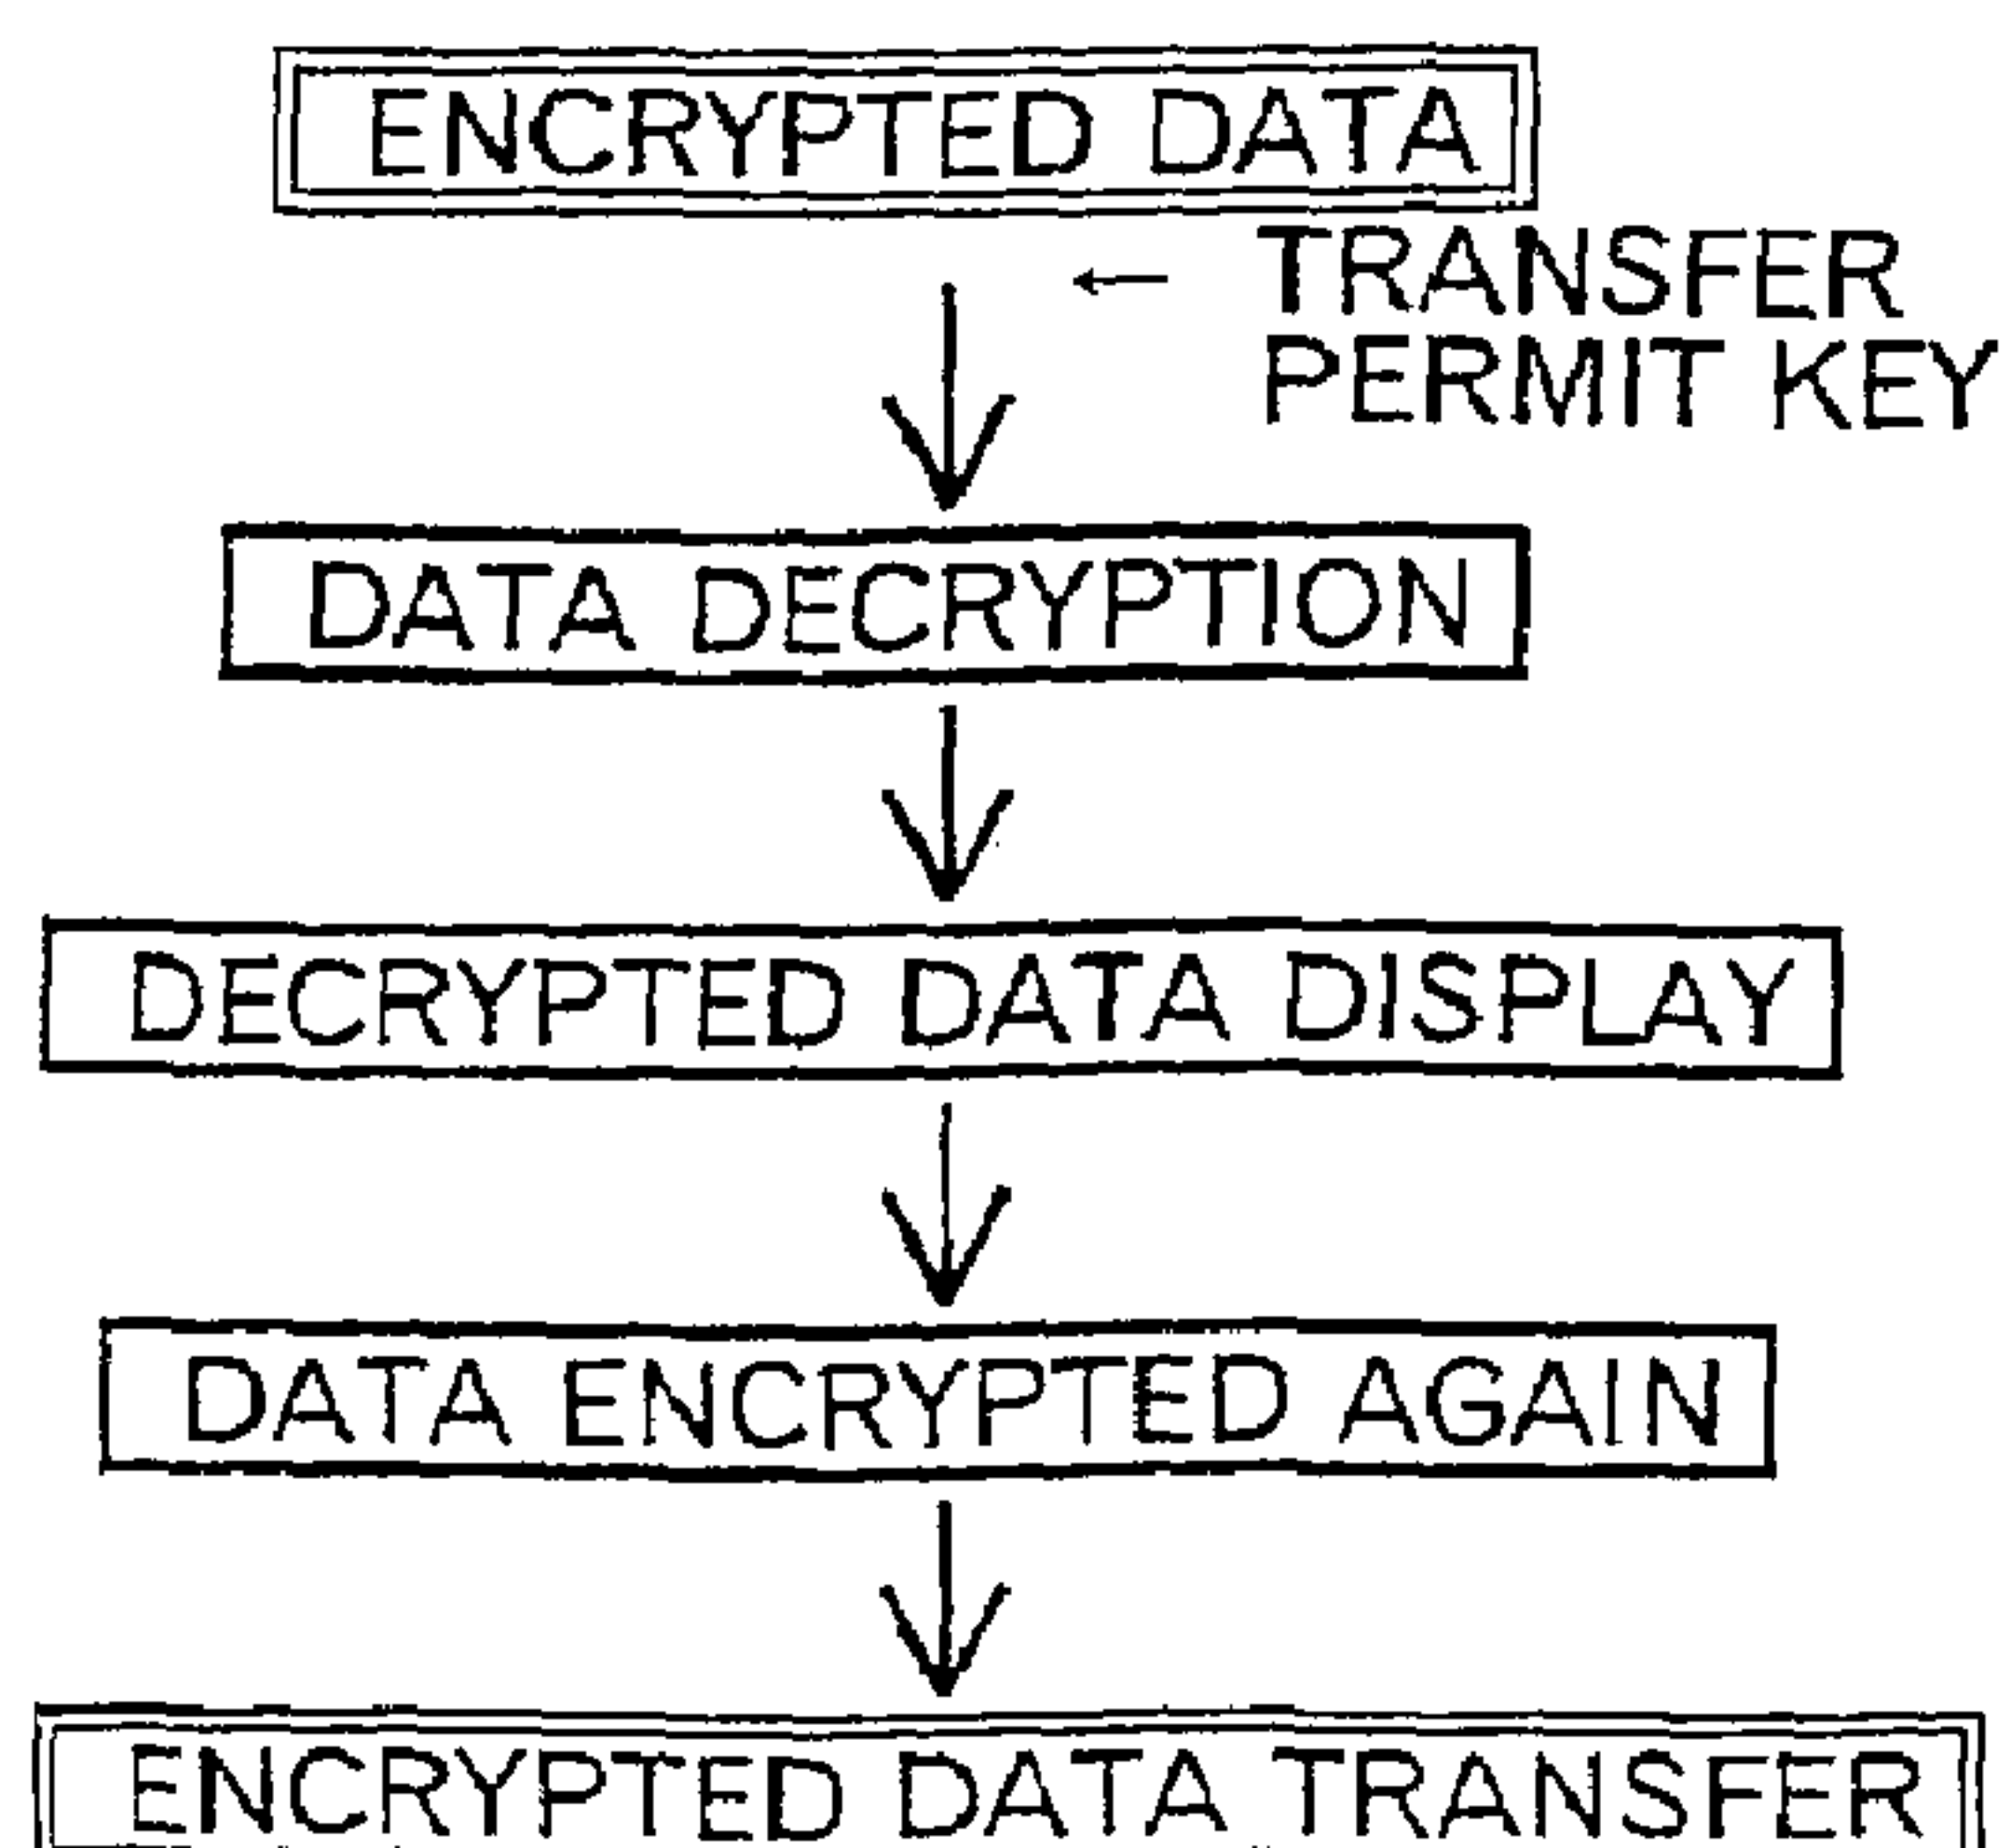 ENCRYPTED DATA
TRANSFER
PERMIT KEY
DATA DECRYPTION
DECRYPTED DATA DISPLAY
DATA ENCRYPTED AGAIN
ENCRYPTED DATA TRANSFER